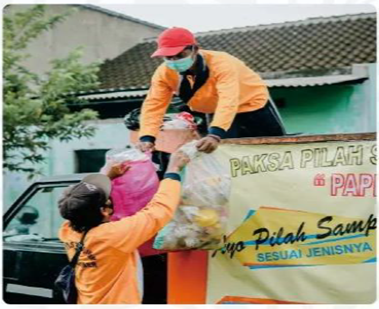 PAKSA PILAH S
"PAP
Ayo Pilah Samp
SESUAI JENISNYA